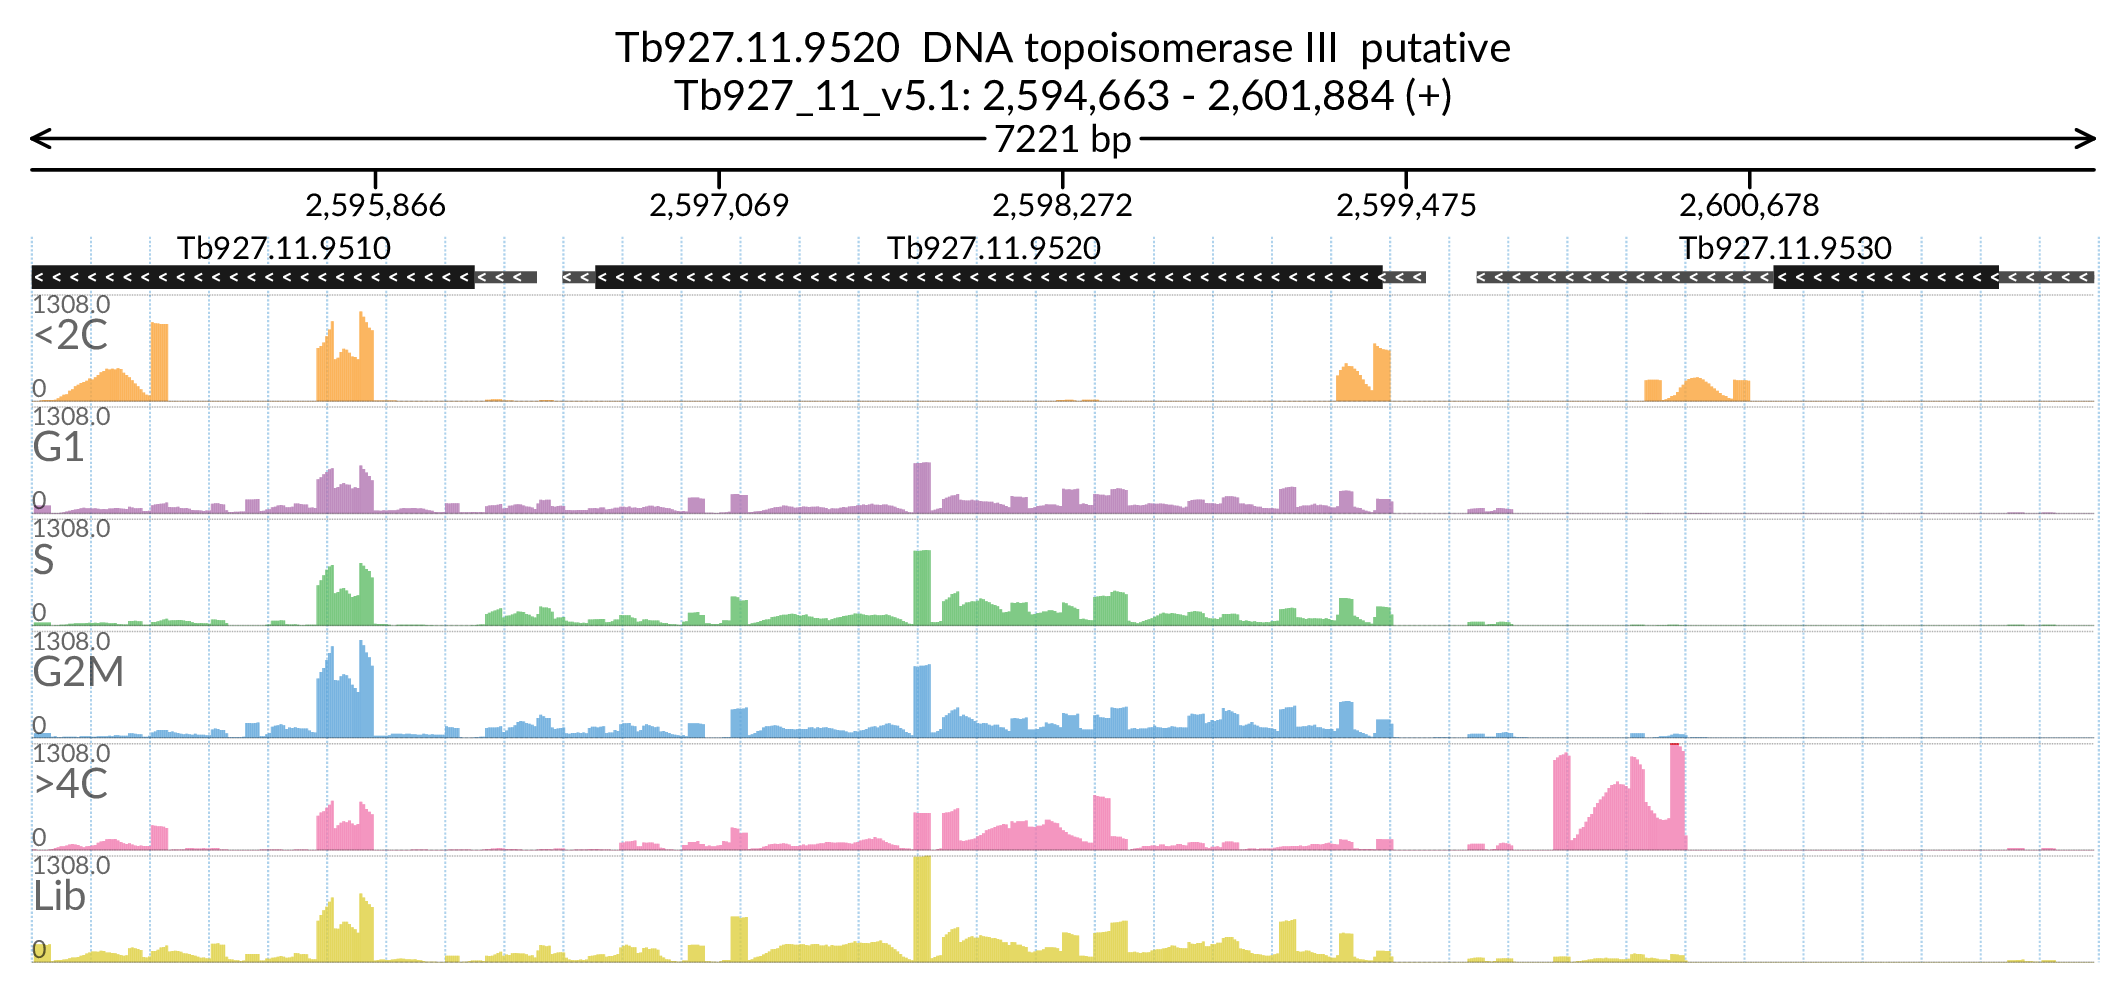 Tb927.11.9520 DNA topoisomerase III putative
Tb927_11_v5.1: 2,594,663 - 2,601,884 (+)
7221 bp
2,595,866 2,597,069 2,598,272 2,599,475 2,600,678
Tb927.11.9510 Tb927.11.9520 Tb927.11.9530
1308.0
<2C
0
1308.0
G1
0
1308.0
S
0
1308.0
G2M
0
1308.0
>4C
0
1308.0
Lib
0